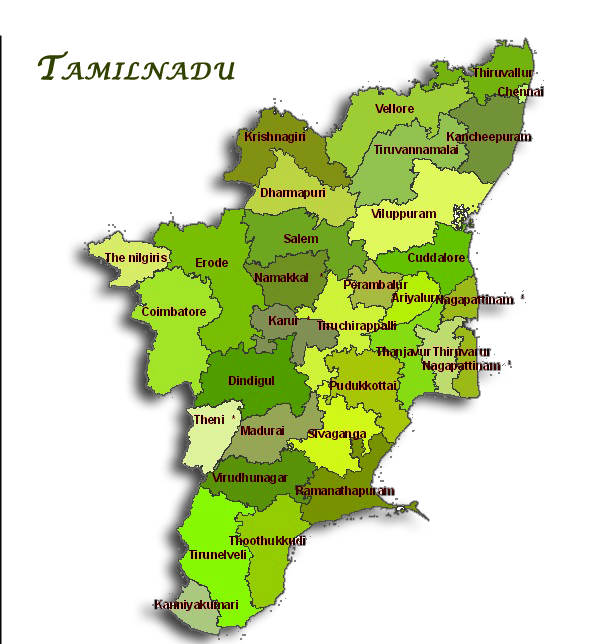 TAMILNADU
Thiruvallur
Chennai
Vellore
Kancheepuram
Krishnagiri
Tiruvannamalai
Dharmapuri
Viluppuram
Salem
The nilgiris
Erode
Cuddalore
Namakkal *
Perambalur
Ariyalur
Nagapattinam *
Coimbatore
Karur
Tiruchirappalli
Thanjavur
Thiruvarur
Nagapattinam *
Dindigul
Pudukkottai
Theni *
Madurai
Sivaganga
Virudhunagar
Ramanathapuram
Thoothukkudi
Tirunelveli
Kanniyakumari